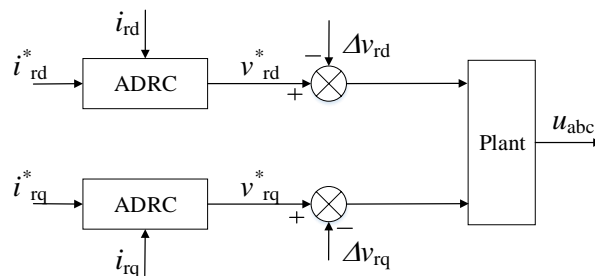 i_rd
i*_rd
ADRC
v*_rd
−
Δv_rd
+
Plant
u_abc
i*_rq
ADRC
v*_rq
+
−
Δv_rq
i_rq